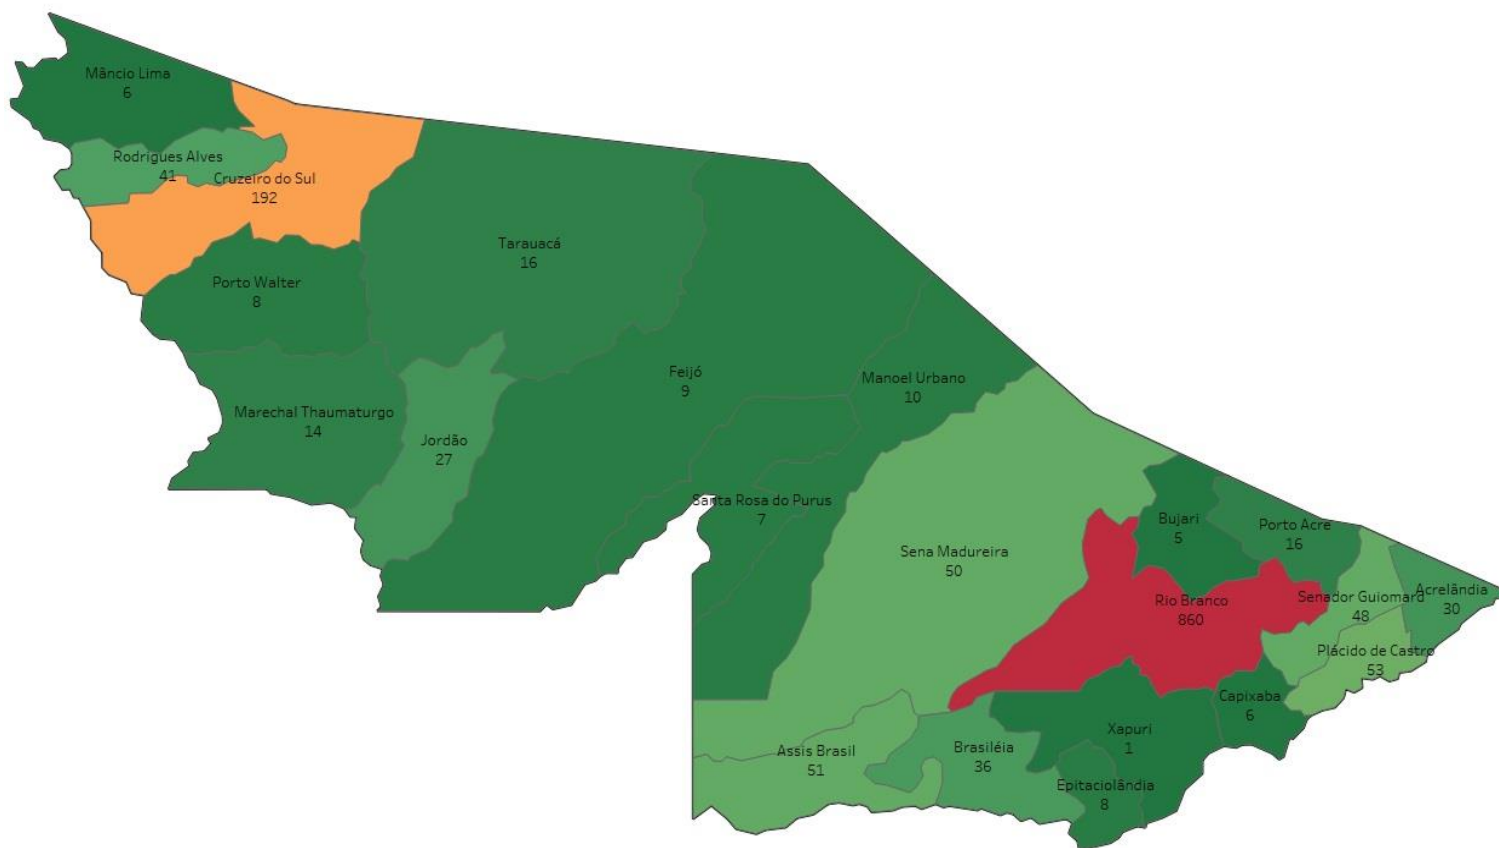 Mâncio Lima
6
Rodrigues Alves
41
Cruzeiro do Sul
192
Tarauacá
16
Porto Walter
8
Feijó
9
Manoel Urbano
10
Marechal Thaumaturgo
14
Jordão
27
Santa Rosa do Purus
7
Sena Madureira
50
Bujari
5
Porto Acre
16
Rio Branco
860
Senador Guiomard
48
Acrelândia
30
Plácido de Castro
53
Capixaba
6
Xapuri
1
Assis Brasil
51
Brasiléia
36
Epitaciolândia
8